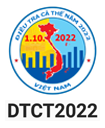 ĐIỀU TRA CÁ THỂ NĂM 2022
1.10 2022
VIỆT NAM
DTCT2022